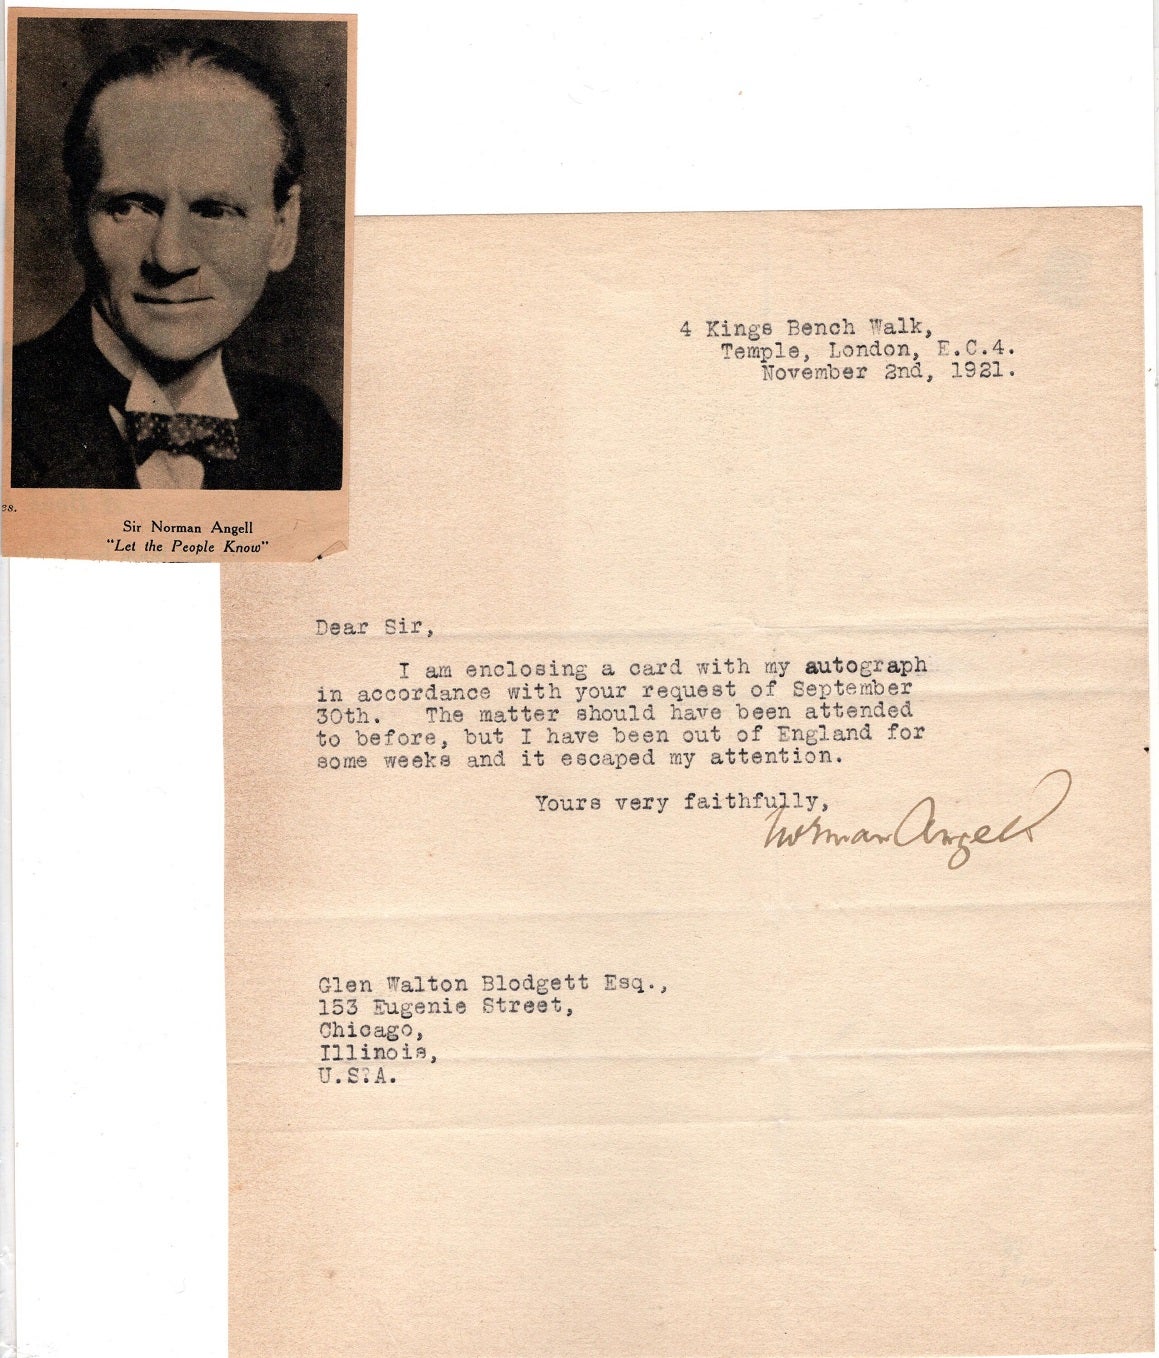 es.
Sir Norman Angell
"Let the People Know"
4 Kings Bench Walk,
Temple, London, E.C.4.
November 2nd, 1921.
Dear Sir,
I am enclosing a card with my autograph
in accordance with your request of September
30th. The matter should have been attended
to before, but I have been out of England for
some weeks and it escaped my attention.
Yours very faithfully,
Norman Angell
Glen Walton Blodgett Esq.,
153 Eugenie Street,
Chicago,
Illinois,
U.S.A.